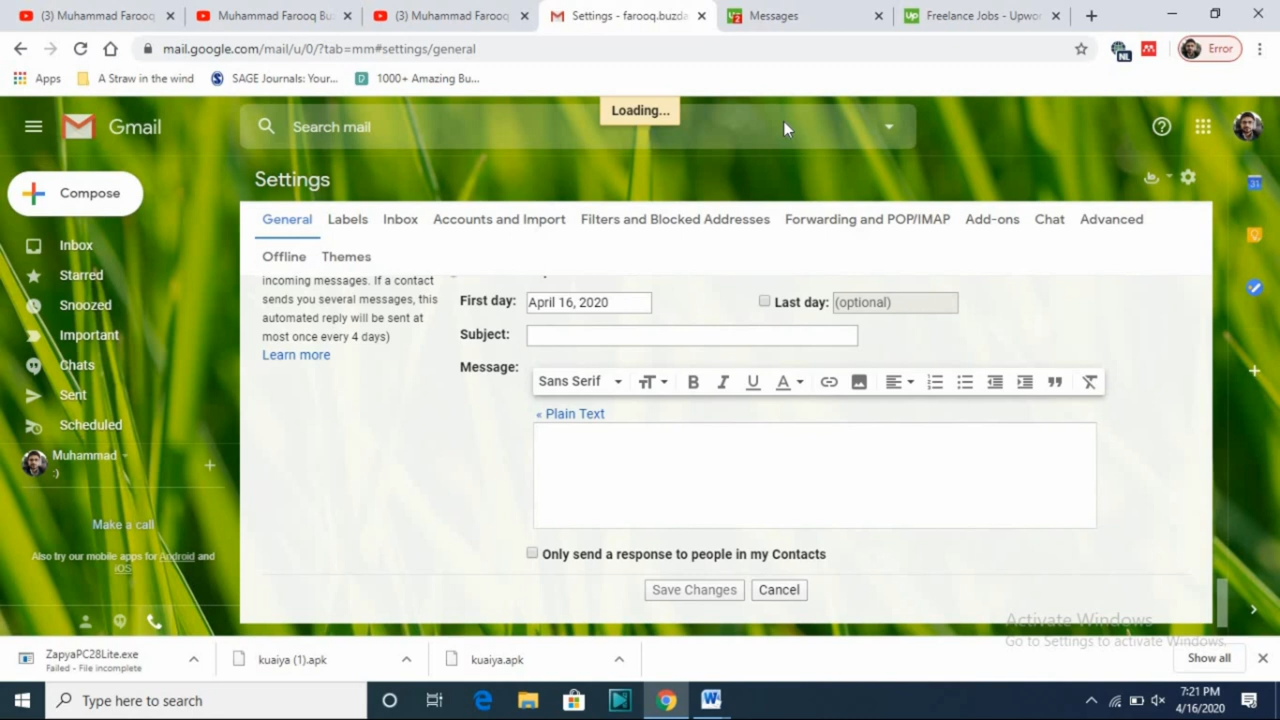 (3) Muhammad Farooq
Muhammad Farooq Bu
(3) Muhammad Farooq
Settings - farooq.buzda
Messages
Freelance Jobs - Upwor
mail.google.com/mail/u/0/?tab=mm#settings/general
NL
Error
Apps
A Straw in the wind
SAGE Journals: Your...
1000+ Amazing Bu...
Loading...
Gmail
Search mail
Settings
Compose
General
Labels
Inbox
Accounts and Import
Filters and Blocked Addresses
Forwarding and POP/IMAP
Add-ons
Chat
Advanced
Offline
Themes
Inbox
Starred
Snoozed
Important
Chats
Sent
Scheduled
Muhammad
:)
Make a call
Also try our mobile apps for Android and
iOS
incoming messages. If a contact
sends you several messages, this
automated reply will be sent at
most once every 4 days)
Learn more
First day:
April 16, 2020
Last day:
(optional)
Subject:
Message:
Sans Serif
« Plain Text
Only send a response to people in my Contacts
Save Changes
Cancel
31
Activate Windows
Go to Settings to activate Windows.
ZapyaPC28Lite.exe
Failed - File incomplete
kuaiya (1).apk
kuaiya.apk
Show all
Type here to search
7:21 PM
4/16/2020